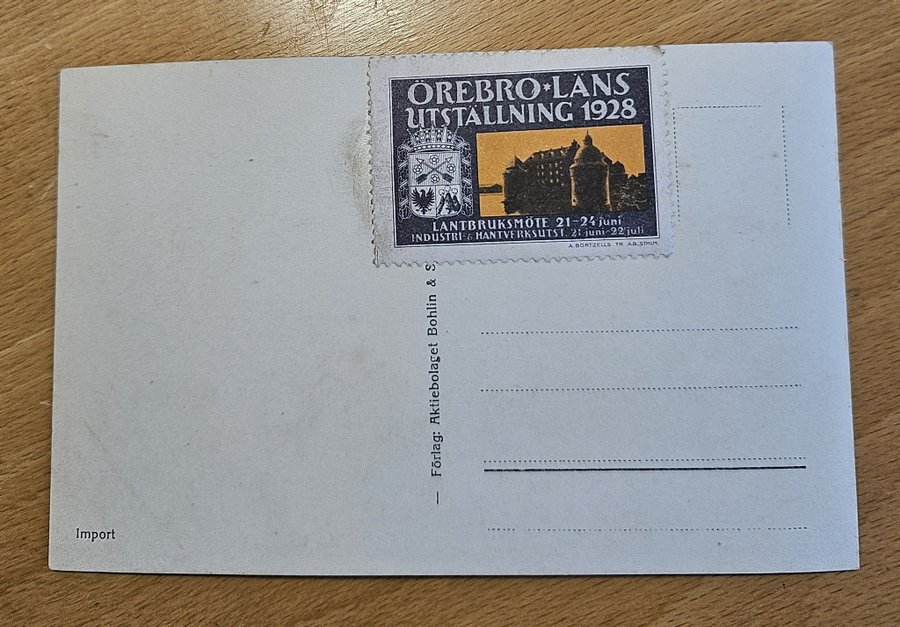 ÖREBRO★LÄNS
UTSTÄLLNING 1928
LANTBRUKSMÖTE 21-24 juni
INDUSTRI- & HANTVERKSUTST. 21 juni-22 juli
A. BÖRTZELLS TR. A.B. STHLM.
— Förlag: Aktiebolaget Bohlin & S
Import